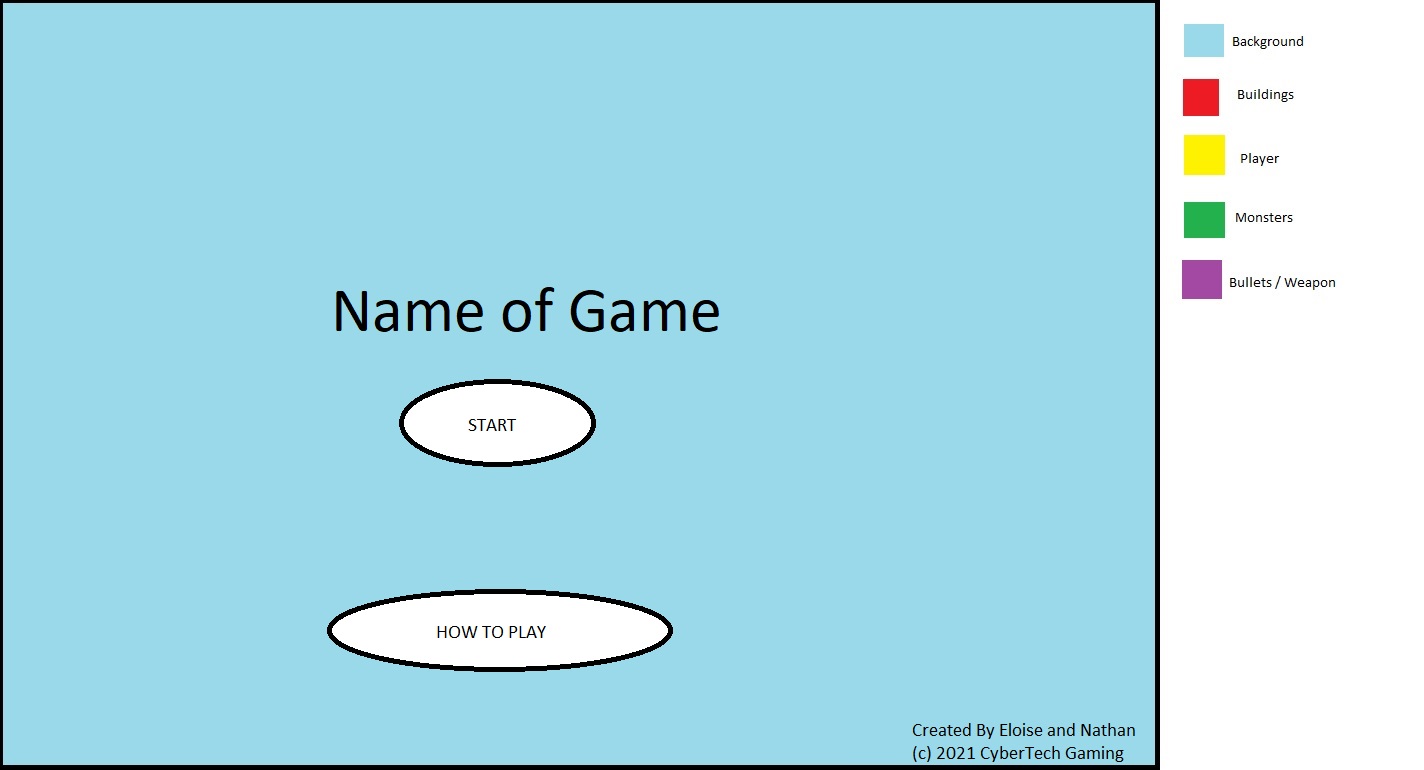 Name of Game
START
HOW TO PLAY
Created By Eloise and Nathan
(c) 2021 CyberTech Gaming
Background
Buildings
Player
Monsters
Bullets / Weapon